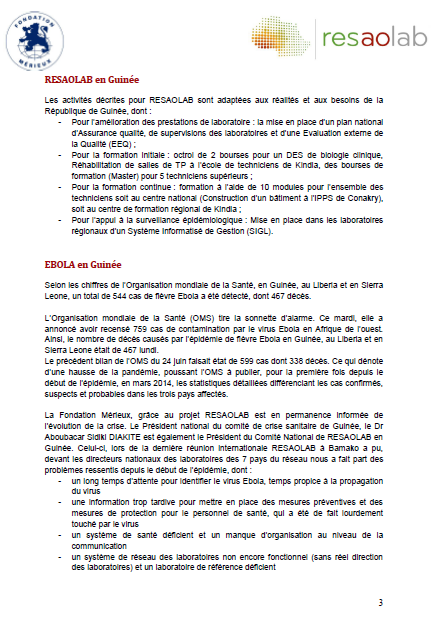 FONDATION
MÉRIEUX
resaolab
RESAOLAB en Guinée
Les activités décrites pour RESAOLAB sont adaptées aux réalités et aux besoins de la
République de Guinée, dont :
- Pour l'amélioration des prestations de laboratoire : la mise en place d'un plan national
d'Assurance qualité, de supervisions des laboratoires et d'une Evaluation externe de
la Qualité (EEQ) ;
- Pour la formation initiale : octroi de 2 bourses pour un DES de biologie clinique,
Réhabilitation de salles de TP à l'école de techniciens de Kindia, des bourses de
formation (Master) pour 5 techniciens supérieurs ;
- Pour la formation continue : formation à l'aide de 10 modules pour l'ensemble des
techniciens soit au centre national (Construction d'un bâtiment à l'IPPS de Conakry),
soit au centre de formation régional de Kindia ;
- Pour l'appui à la surveillance épidémiologique : Mise en place dans les laboratoires
régionaux d'un Système Informatisé de Gestion (SIGL).
EBOLA en Guinée
Selon les chiffres de l'Organisation mondiale de la Santé, en Guinée, au Liberia et en Sierra
Leone, un total de 544 cas de fièvre Ebola a été détecté, dont 467 décès.
L'Organisation mondiale de la Santé (OMS) tire la sonnette d'alarme. Ce mardi, elle a
annoncé avoir recensé 759 cas de contamination par le virus Ebola en Afrique de l'ouest.
Ainsi, le nombre de décès causés par l'épidémie de fièvre Ebola en Guinée, au Liberia et en
Sierra Leone était de 467 lundi.
Le précédent bilan de l'OMS du 24 juin faisait état de 599 cas dont 338 décès. Ce qui dénote
d'une hausse de la pandémie, poussant l'OMS à publier, pour la première fois depuis le
début de l'épidémie, en mars 2014, les statistiques détaillées différenciant les cas confirmés,
suspects et probables dans les trois pays affectés.
La Fondation Mérieux, grâce au projet RESAOLAB est en permanence informée de
l'évolution de la crise. Le Président national du comité de crise sanitaire de Guinée, le Dr
Aboubacar Sidiki DIAKITE est également le Président du Comité National de RESAOLAB en
Guinée. Celui-ci, lors de la dernière réunion internationale RESAOLAB à Bamako a pu,
devant les directeurs nationaux des laboratoires des 7 pays du réseau nous a fait part des
problèmes ressentis depuis le début de l'épidémie, dont :
- un long temps d'attente pour identifier le virus Ebola, temps propice à la propagation
du virus
- une information trop tardive pour mettre en place des mesures préventives et des
mesures de protection pour le personnel de santé, qui a été de fait lourdement
touché par le virus
- un système de santé déficient et un manque d'organisation au niveau de la
communication
- un système de réseau des laboratoires non encore fonctionnel (sans réel direction
des laboratoires) et un laboratoire de référence déficient
3